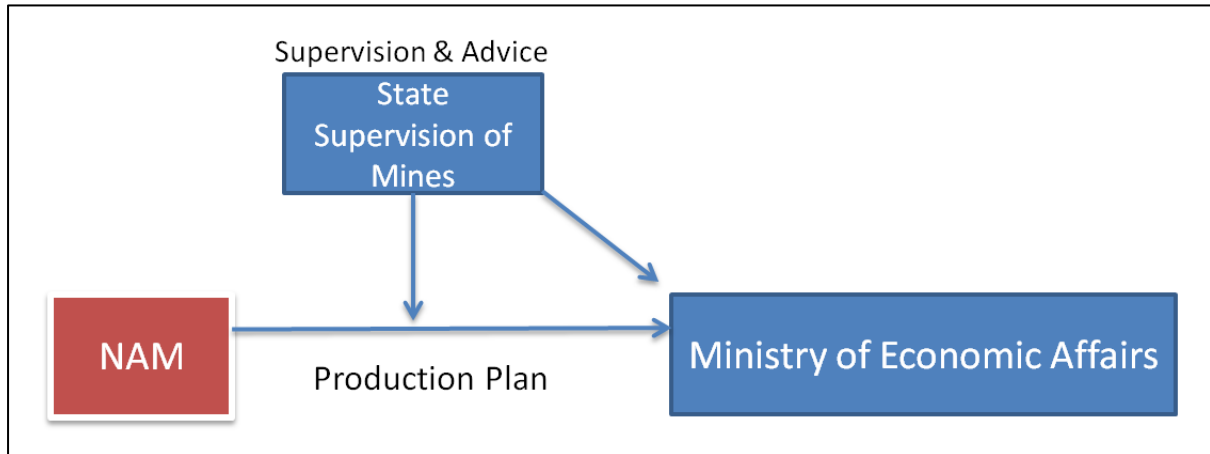 Supervision & Advice
State
Supervision of
Mines
NAM
Production Plan
Ministry of Economic Affairs